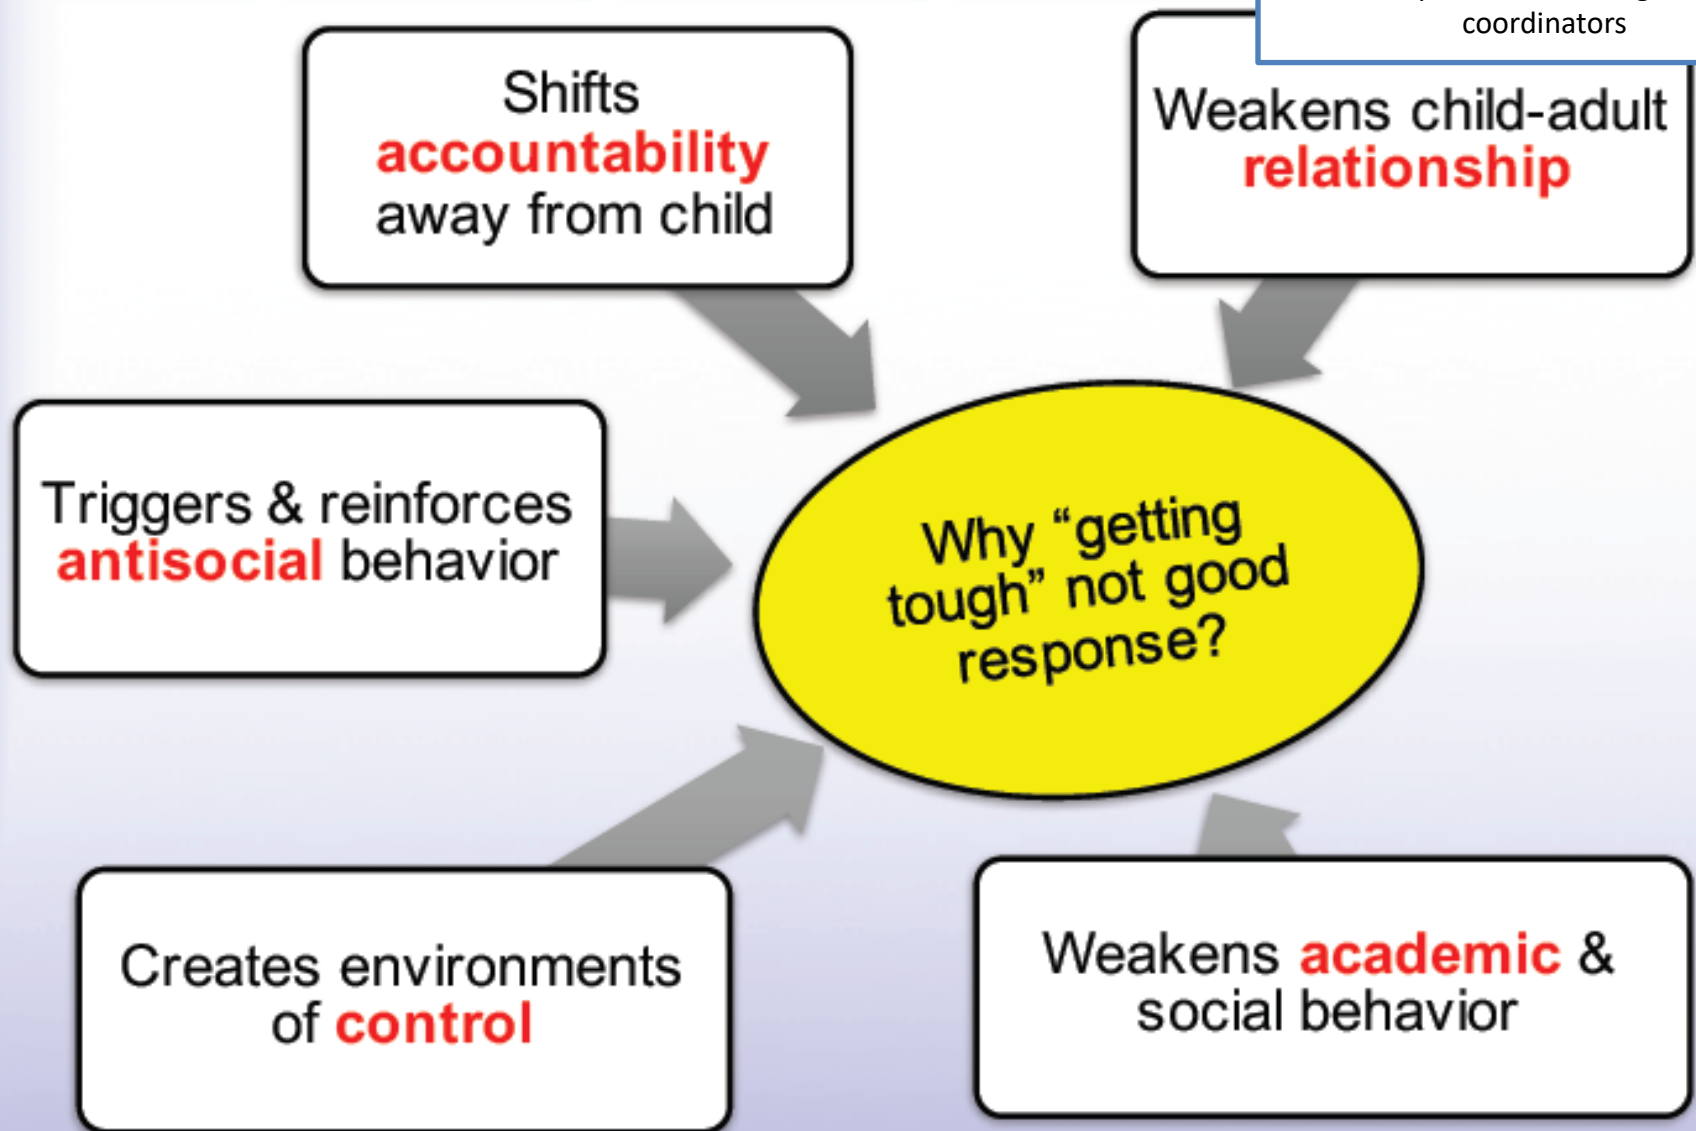 coordinators
Shifts
accountability
away from child
Weakens child-adult
relationship
Triggers & reinforces
antisocial behavior
Why “getting
tough” not good
response?
Creates environments
of control
Weakens academic &
social behavior